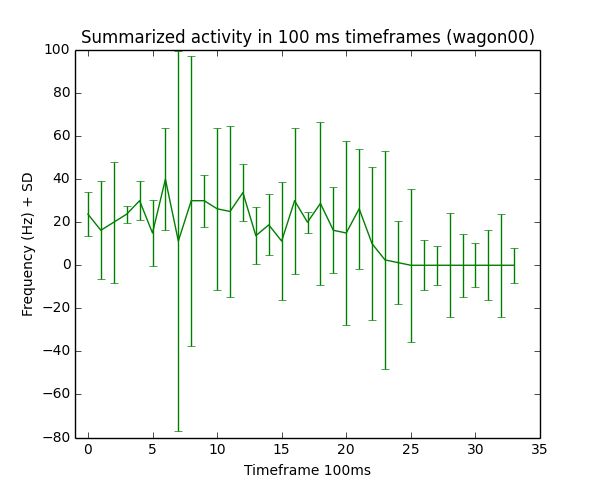 Summarized activity in 100 ms timeframes (wagon00)
100
80
60
40
20
0
−20
−40
−60
−80
Frequency (Hz) + SD
0 5 10 15 20 25 30 35
Timeframe 100ms